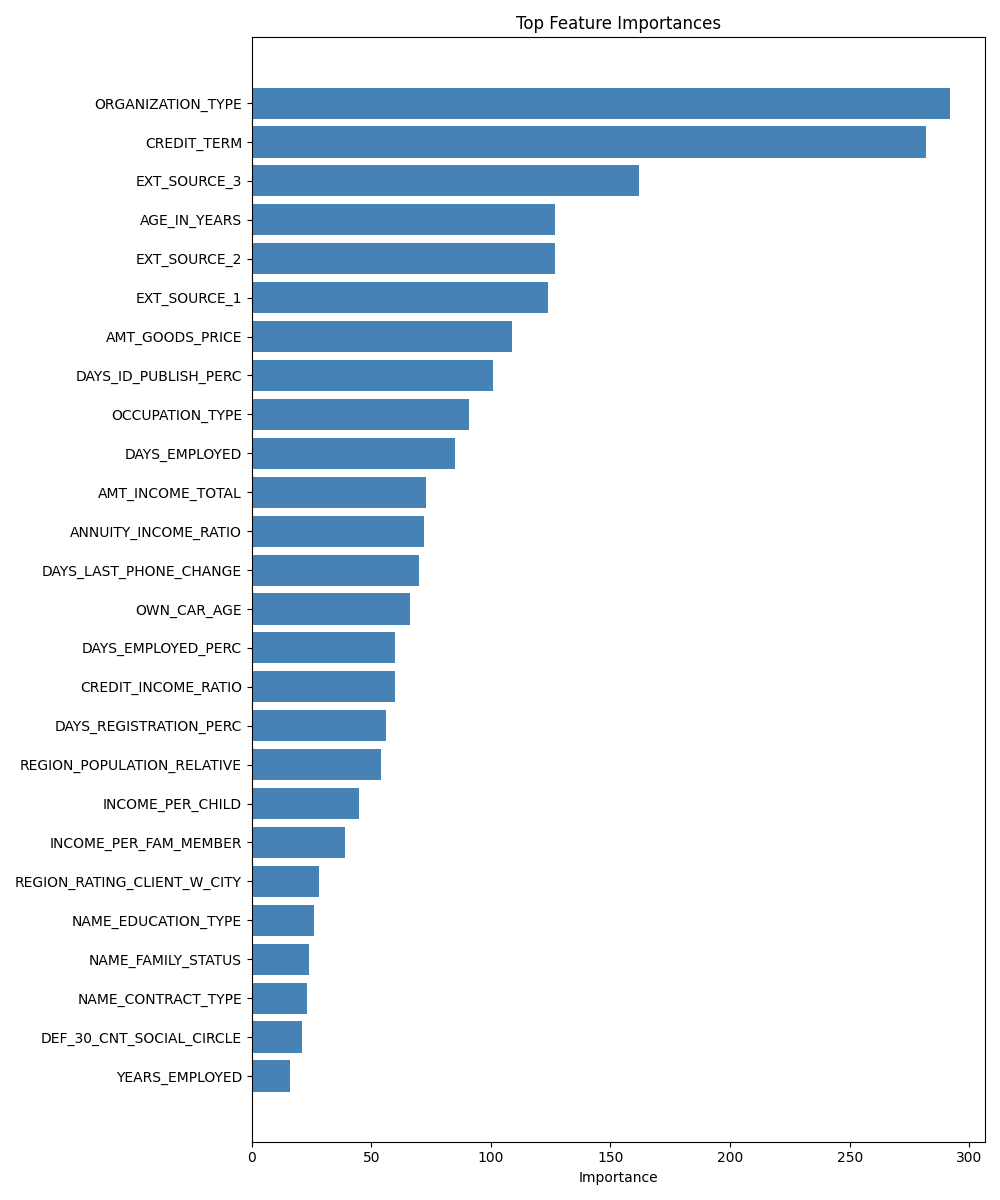 Top Feature Importances
ORGANIZATION_TYPE
CREDIT_TERM
EXT_SOURCE_3
AGE_IN_YEARS
EXT_SOURCE_2
EXT_SOURCE_1
AMT_GOODS_PRICE
DAYS_ID_PUBLISH_PERC
OCCUPATION_TYPE
DAYS_EMPLOYED
AMT_INCOME_TOTAL
ANNUITY_INCOME_RATIO
DAYS_LAST_PHONE_CHANGE
OWN_CAR_AGE
DAYS_EMPLOYED_PERC
CREDIT_INCOME_RATIO
DAYS_REGISTRATION_PERC
REGION_POPULATION_RELATIVE
INCOME_PER_CHILD
INCOME_PER_FAM_MEMBER
REGION_RATING_CLIENT_W_CITY
NAME_EDUCATION_TYPE
NAME_FAMILY_STATUS
NAME_CONTRACT_TYPE
DEF_30_CNT_SOCIAL_CIRCLE
YEARS_EMPLOYED
0 50 100 150 200 250 300
Importance